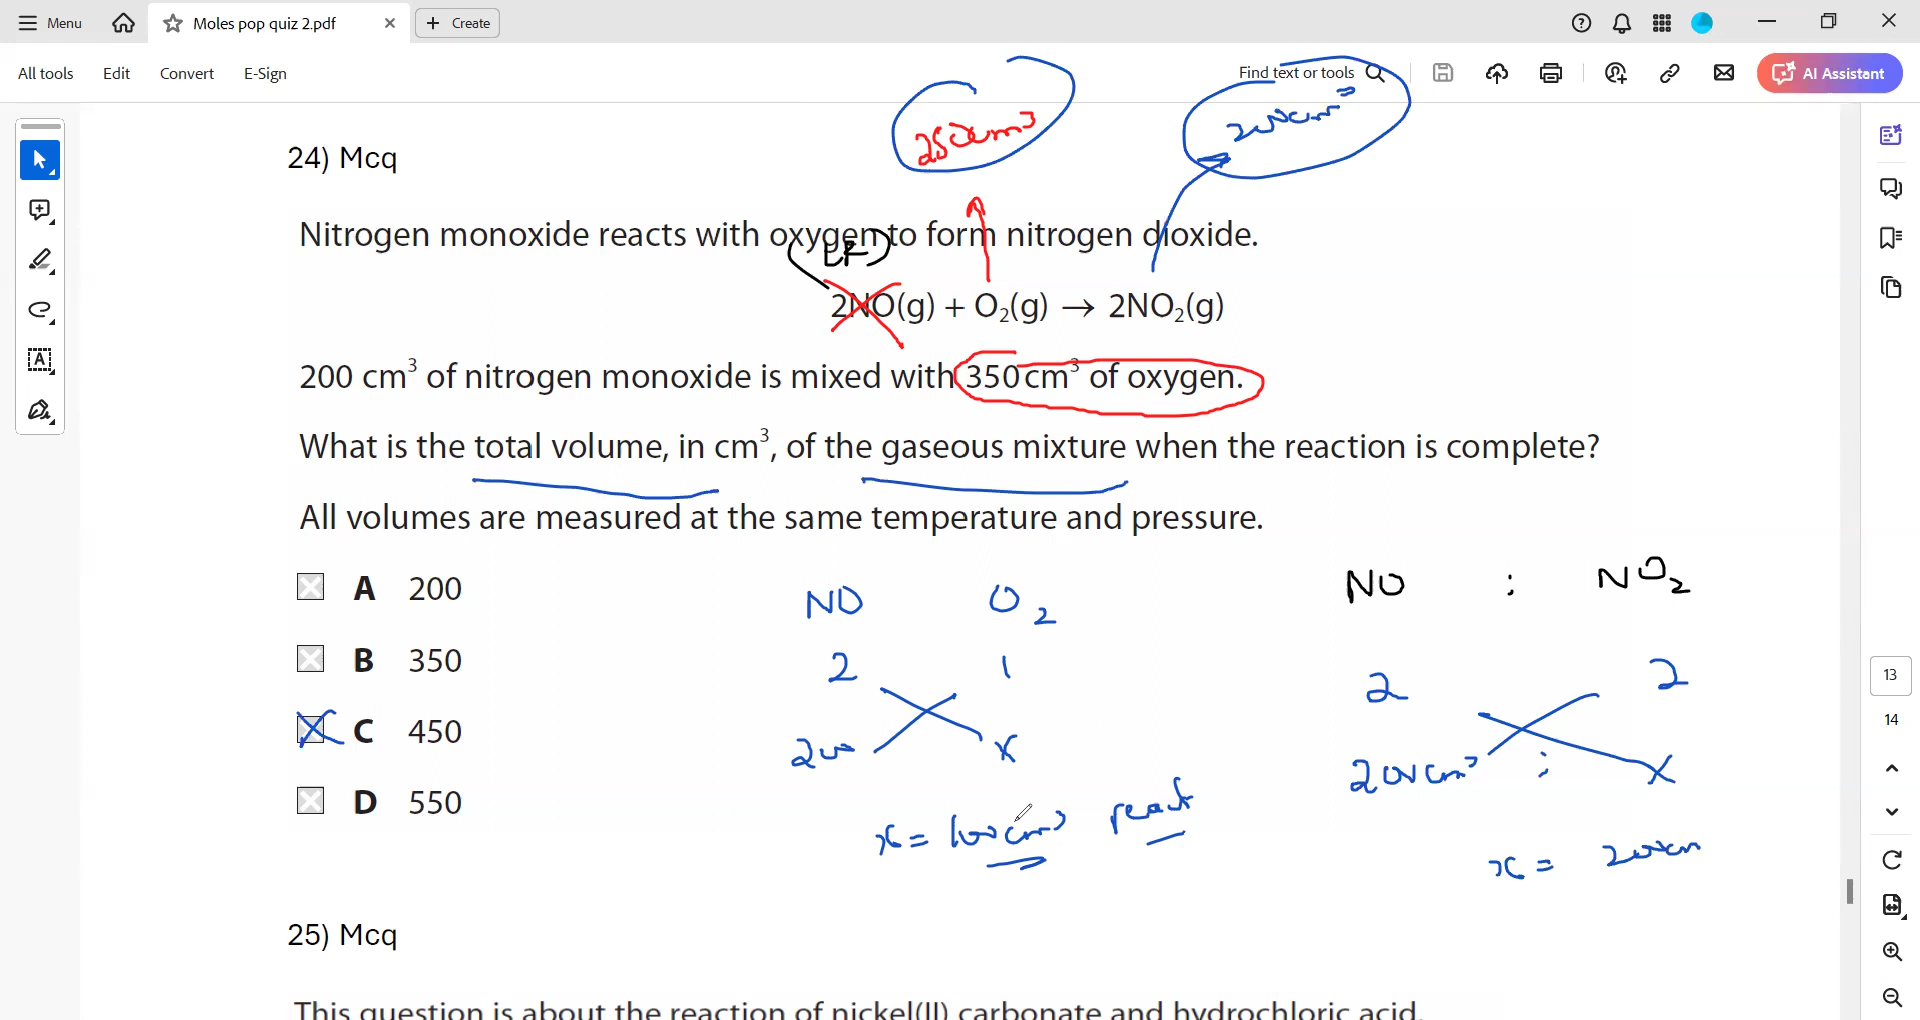 Menu Moles pop quiz 2.pdf Create
All tools Edit Convert E-Sign Find text or tools AI Assistant
250cm³ 200cm³
24) Mcq
Nitrogen monoxide reacts with oxygen to form nitrogen dioxide.
(LR)
2NO(g) + O₂(g) → 2NO₂(g)
200 cm³ of nitrogen monoxide is mixed with 350 cm³ of oxygen.
What is the total volume, in cm³, of the gaseous mixture when the reaction is complete?
All volumes are measured at the same temperature and pressure.
A 200
B 350
C 450
D 550
NO O₂
2 1
200 x
x = 100cm³ react
NO : NO₂
2 2
200cm³ : x
x = 200cm
25) Mcq
This question is about the reaction of nickel(II) carbonate and hydrochloric acid.
13
14